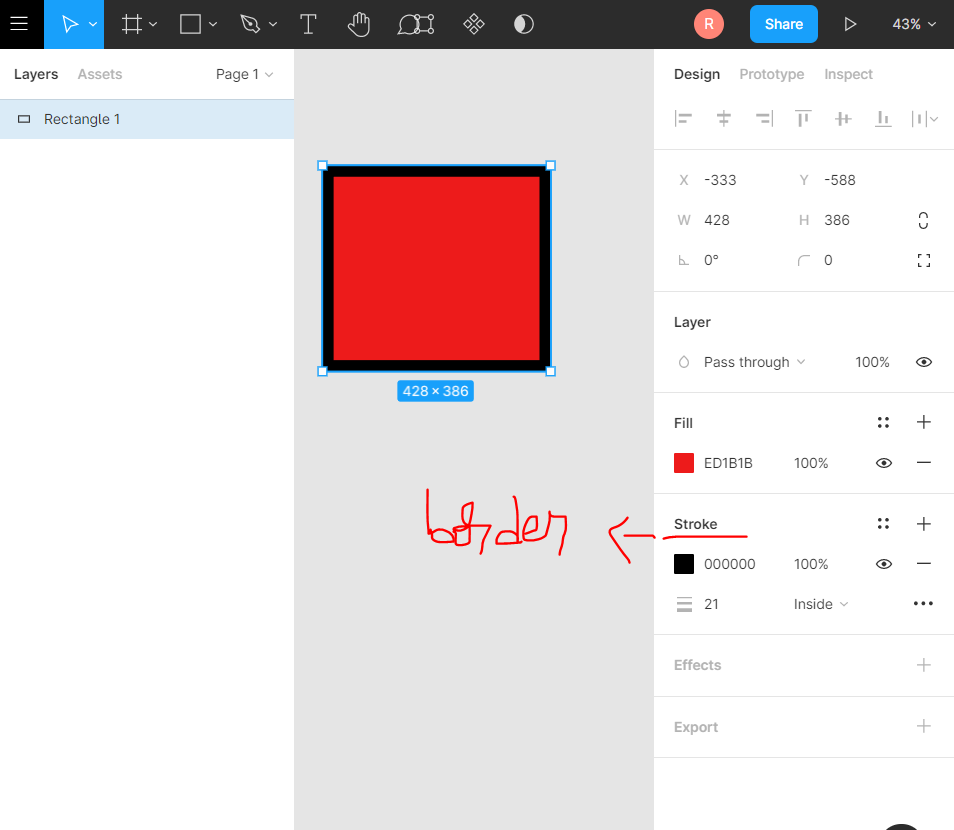 R Share 43%
Layers Assets Page 1
Design Prototype Inspect
Rectangle 1
X -333 Y -588
W 428 H 386
0° 0
Layer
Pass through 100%
428 × 386
Fill
ED1B1B 100%
border
Stroke
000000 100%
21 Inside
Effects
Export